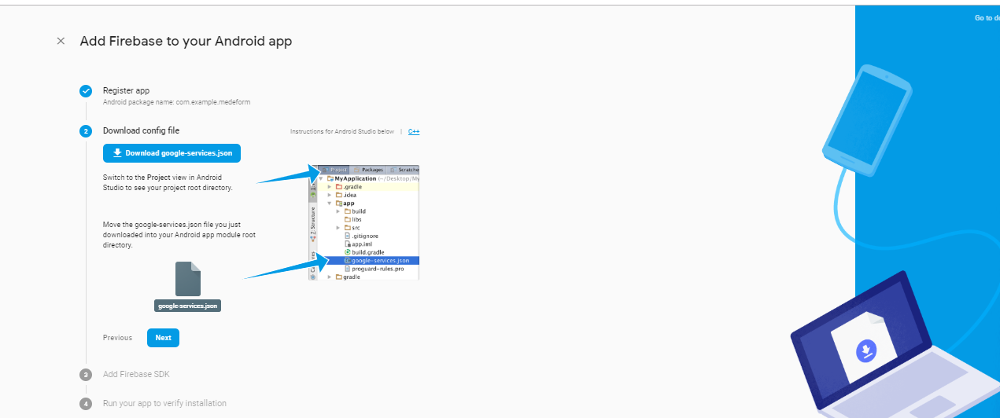 Go to
Add Firebase to your Android app
Register app
Android package name: com.example.medeform
2
Download config file
Instructions for Android Studio below | C++
Download google-services.json
Switch to the Project view in Android
Studio to see your project root directory.
Project Packages Scratche
MyApplication (~/Desktop/My
.gradle
.idea
app
build
libs
src
.gitignore
app.iml
build.gradle
google-services.json
proguard-rules.pro
gradle
Z: Structure
Move the google-services.json file you just
downloaded into your Android app module root
directory.
google-services.json
Previous Next
3
Add Firebase SDK
4
Run your app to verify installation